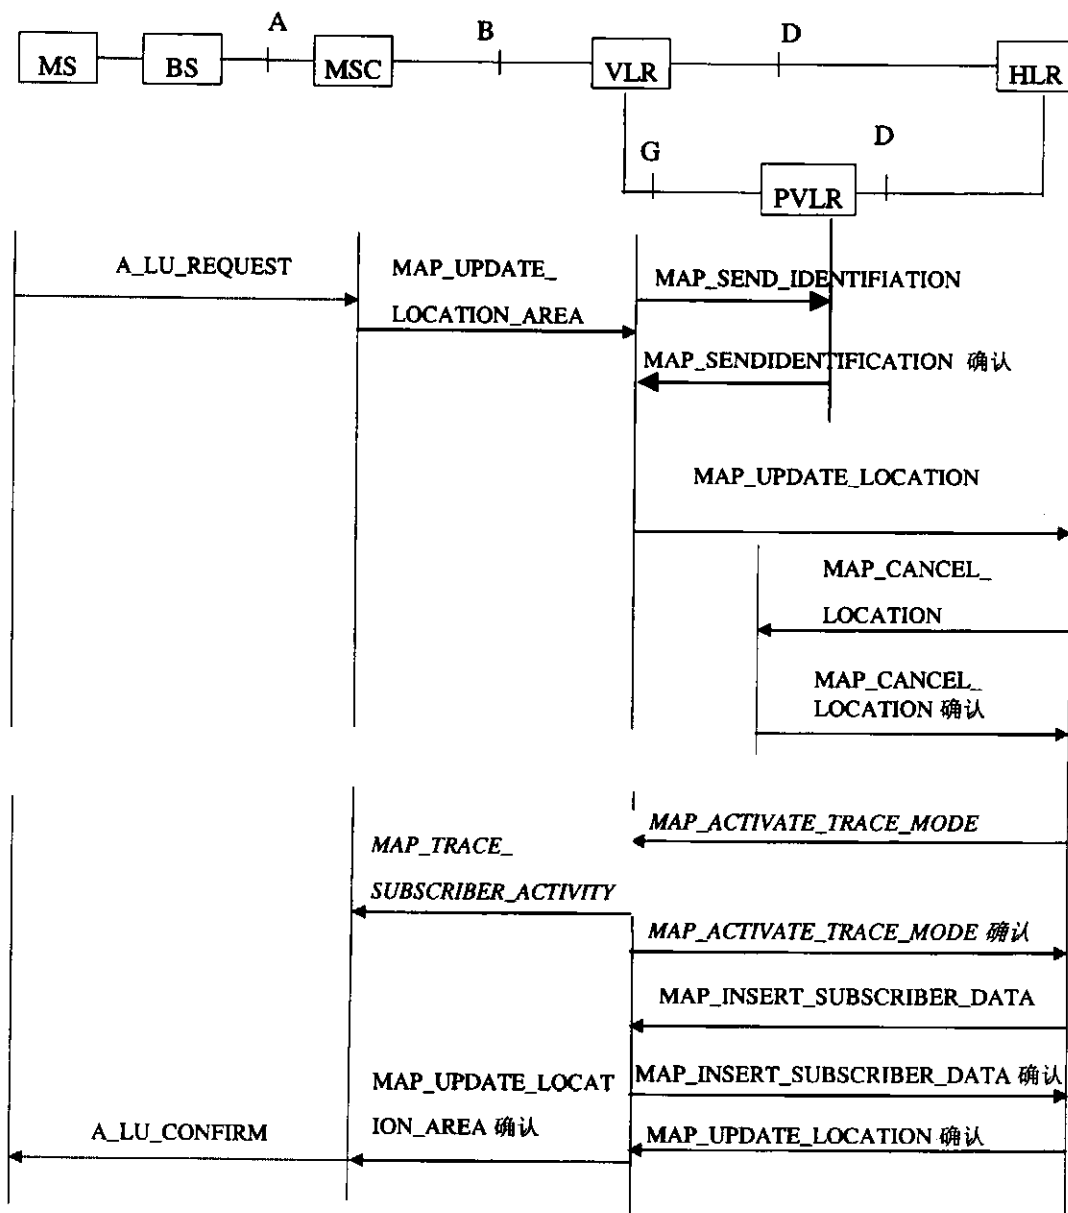 A
B
D
MS
BS
MSC
VLR
HLR
G
D
PVLR
A_LU_REQUEST
MAP_UPDATE_
LOCATION_AREA
MAP_SEND_IDENTIFIATION
MAP_SENDIDENTIFICATION 确认
MAP_UPDATE_LOCATION
MAP_CANCEL_
LOCATION
MAP_CANCEL_
LOCATION 确认
MAP_ACTIVATE_TRACE_MODE
MAP_TRACE_
SUBSCRIBER_ACTIVITY
MAP_ACTIVATE_TRACE_MODE 确认
MAP_INSERT_SUBSCRIBER_DATA
MAP_INSERT_SUBSCRIBER_DATA 确认
MAP_UPDATE_LOCAT
ION_AREA 确认
MAP_UPDATE_LOCATION 确认
A_LU_CONFIRM